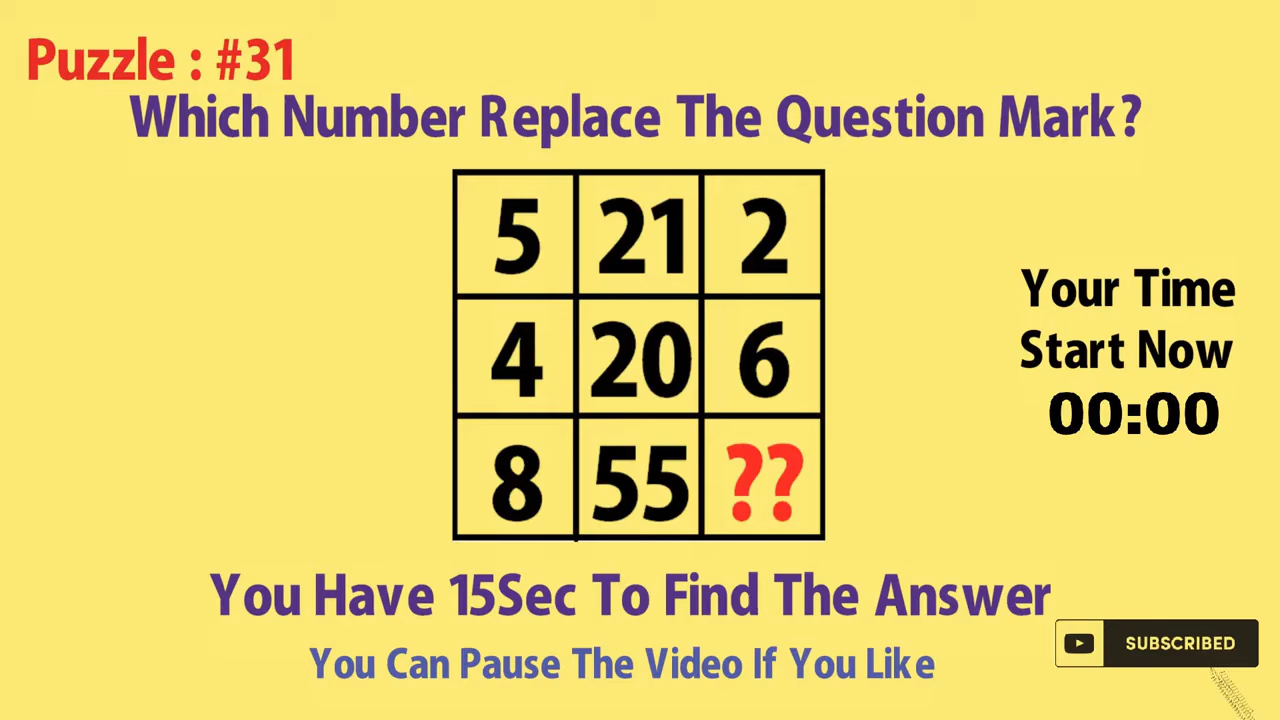 Puzzle : #31
Which Number Replace The Question Mark?
5 21 2
4 20 6
8 55 ??
Your Time
Start Now
00:00
You Have 15Sec To Find The Answer
SUBSCRIBED
You Can Pause The Video If You Like